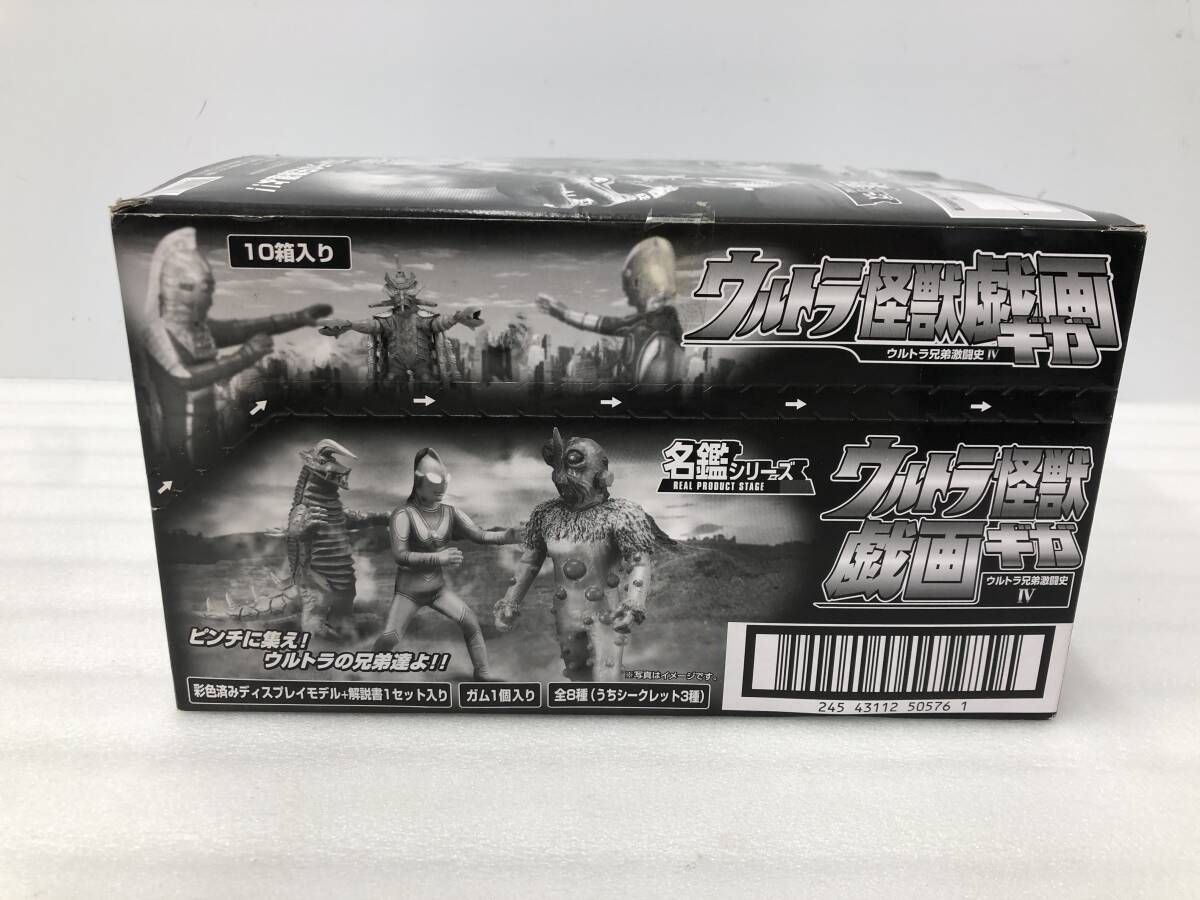 10箱入り
ウルトラ怪獣戯画
ギガ
ウルトラ兄弟激闘史 IV
名鑑シリーズ
REAL PRODUCT STAGE
ウルトラ怪獣
戯画ギガ
ウルトラ兄弟激闘史
IV
ピンチに集え!
ウルトラの兄弟達よ!!
※写真はイメージです。
彩色済みディスプレイモデル+解説書1セット入り
ガム1個入り
全8種(うちシークレット3種)
245 43112 50576 1